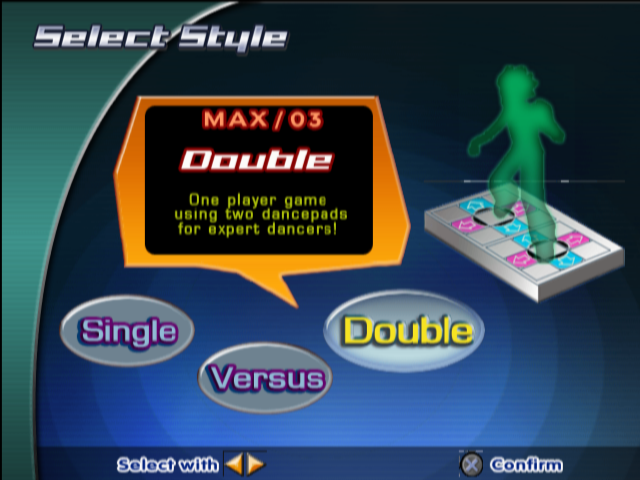 Select Style
MAX/03
Double
One player game
using two dancepads
for expert dancers!
Single
Double
Versus
Select with
Confirm